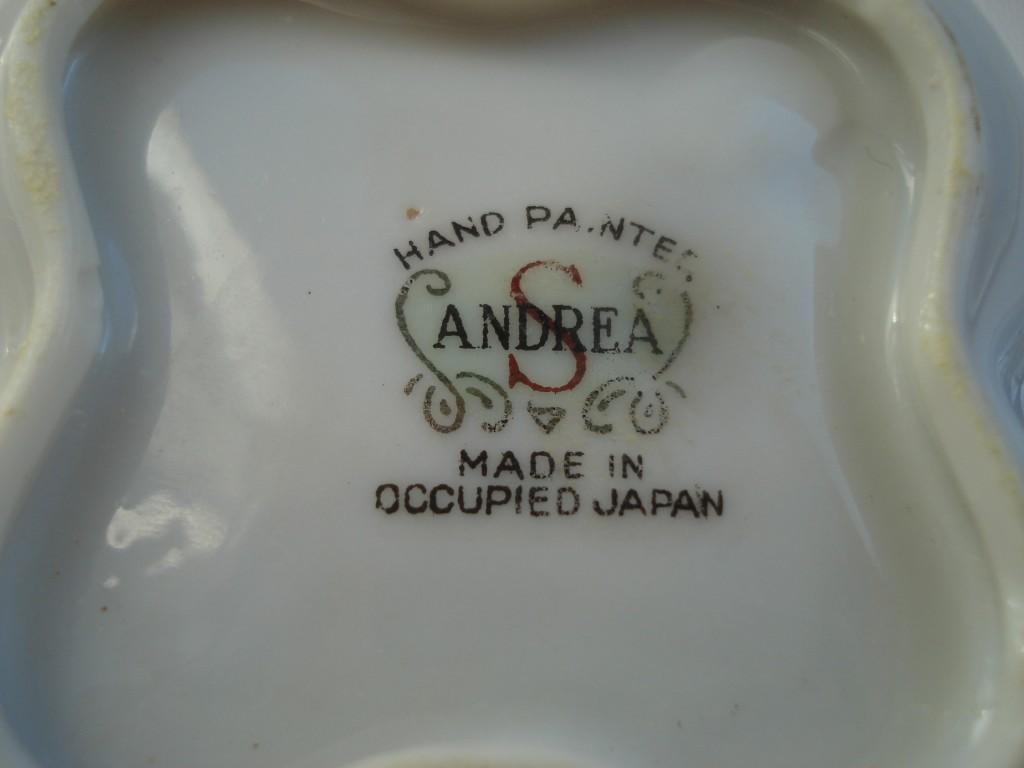 HAND PAINTED
S
ANDREA
MADE IN
OCCUPIED JAPAN